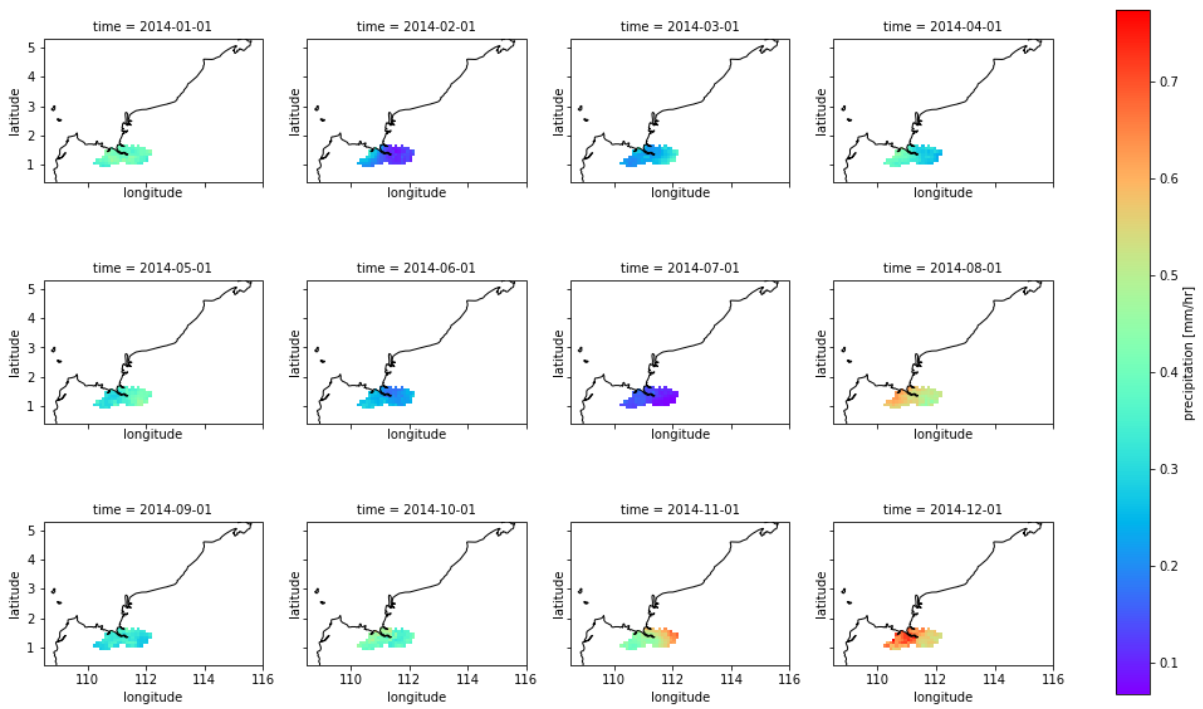 time = 2014-01-01
time = 2014-02-01
time = 2014-03-01
time = 2014-04-01
5
4
3
2
1
latitude
latitude
latitude
latitude
longitude
longitude
longitude
longitude
time = 2014-05-01
time = 2014-06-01
time = 2014-07-01
time = 2014-08-01
5
4
3
2
1
latitude
latitude
latitude
latitude
longitude
longitude
longitude
longitude
time = 2014-09-01
time = 2014-10-01
time = 2014-11-01
time = 2014-12-01
5
4
3
2
1
latitude
latitude
latitude
latitude
110 112 114 116
110 112 114 116
110 112 114 116
110 112 114 116
longitude
longitude
longitude
longitude
0.7
0.6
0.5
0.4
0.3
0.2
0.1
precipitation [mm/hr]